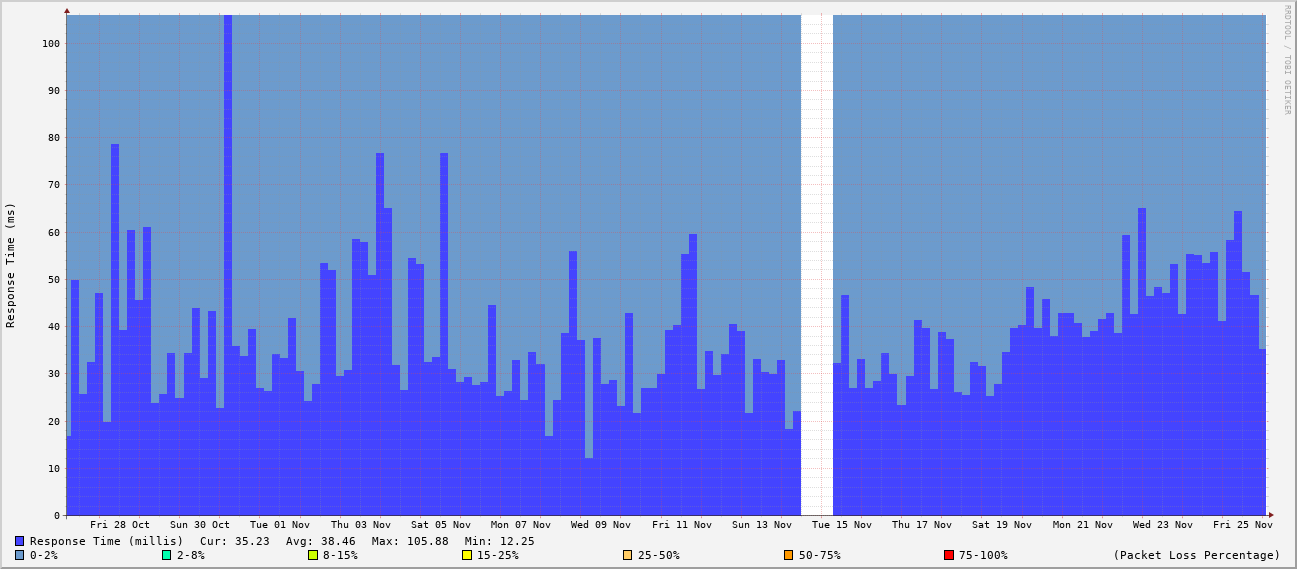 RRDTOOL / TOBI OETIKER
Response Time (ms)
100
90
80
70
60
50
40
30
20
10
0
Fri 28 Oct Sun 30 Oct Tue 01 Nov Thu 03 Nov Sat 05 Nov Mon 07 Nov Wed 09 Nov Fri 11 Nov Sun 13 Nov Tue 15 Nov Thu 17 Nov Sat 19 Nov Mon 21 Nov Wed 23 Nov Fri 25 Nov
Response Time (millis) Cur: 35.23 Avg: 38.46 Max: 105.88 Min: 12.25
0-2% 2-8% 8-15% 15-25% 25-50% 50-75% 75-100% (Packet Loss Percentage)